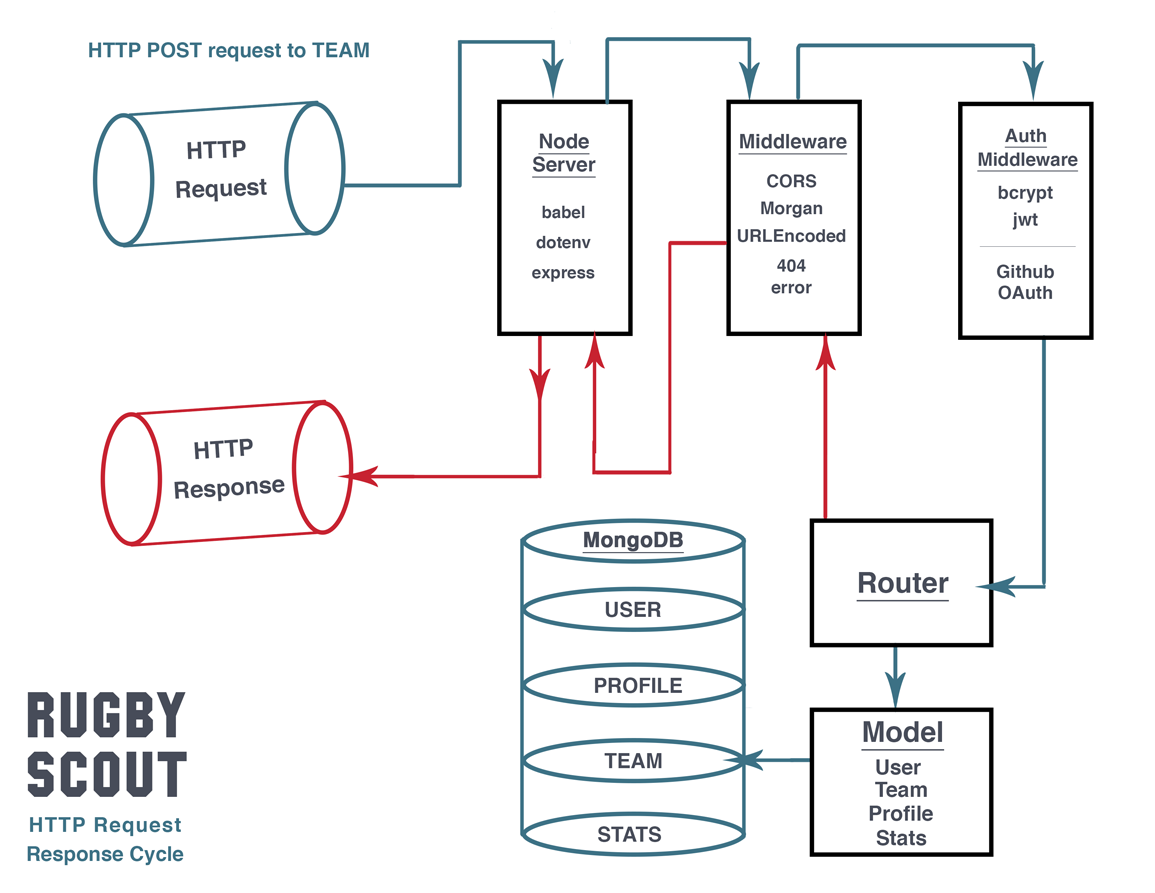 HTTP POST request to TEAM
HTTP
Request
Node
Server
babel
dotenv
express
Middleware
CORS
Morgan
URLEncoded
404
error
Auth
Middleware
bcrypt
jwt
Github
OAuth
HTTP
Response
MongoDB
USER
PROFILE
TEAM
STATS
Router
Model
User
Team
Profile
Stats
RUGBY
SCOUT
HTTP Request
Response Cycle